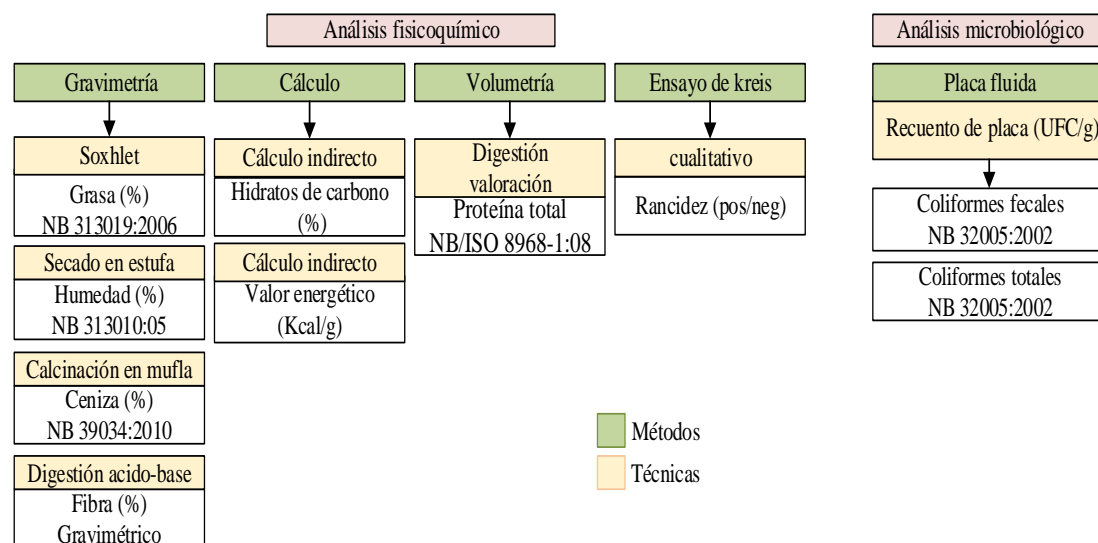 Análisis fisicoquímico
Análisis microbiológico
Gravimetría
Cálculo
Volumetría
Ensayo de kreis
Placa fluida
Soxhlet
Grasa (%)
NB 313019:2006
Secado en estufa
Humedad (%)
NB 313010:05
Calcinación en mufla
Ceniza (%)
NB 39034:2010
Digestión acido-base
Fibra (%)
Gravimétrico
Cálculo indirecto
Hidratos de carbono
(%)
Cálculo indirecto
Valor energético
(Kcal/g)
Digestión
valoración
Proteína total
NB/ISO 8968-1:08
cualitativo
Rancidez (pos/neg)
Recuento de placa (UFC/g)
Coliformes fecales
NB 32005:2002
Coliformes totales
NB 32005:2002
Métodos
Técnicas